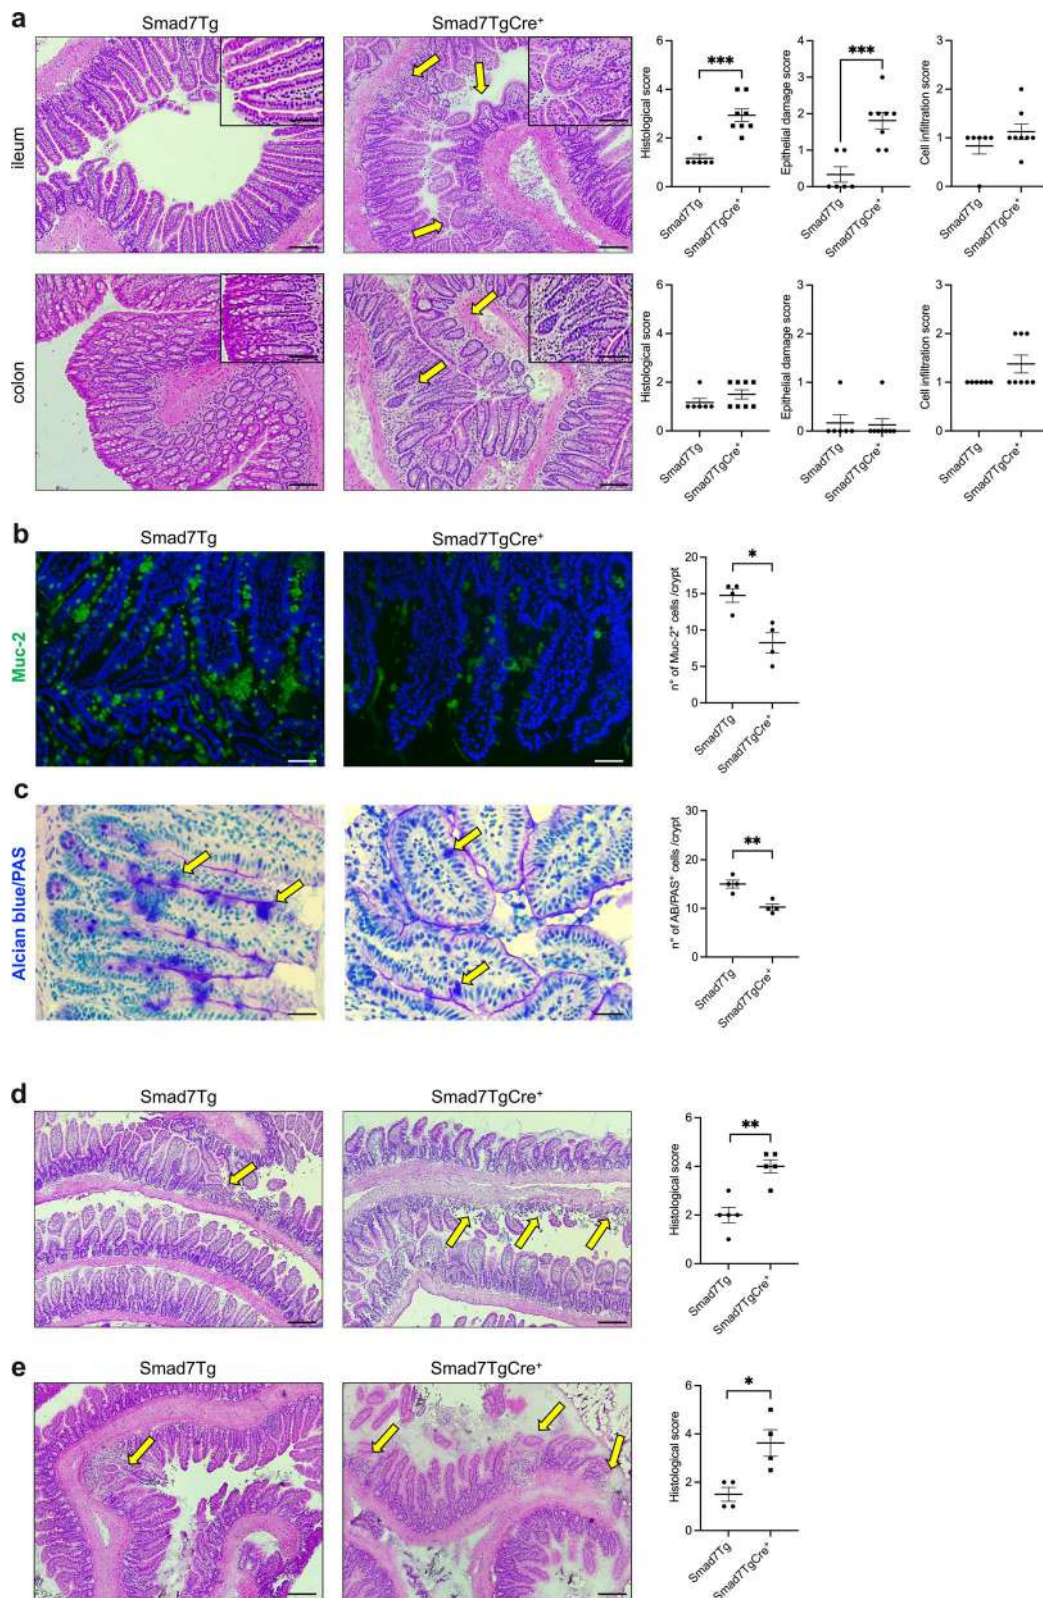 a
Smad7Tg
Smad7TgCre⁺
ileum
6
4
2
0
Histological score
***
Smad7Tg
Smad7TgCre⁺
4
3
2
1
0
Epithelial damage score
***
Smad7Tg
Smad7TgCre⁺
3
2
1
0
Cell infiltration score
Smad7Tg
Smad7TgCre⁺
colon
6
4
2
0
Histological score
Smad7Tg
Smad7TgCre⁺
3
2
1
0
Epithelial damage score
Smad7Tg
Smad7TgCre⁺
3
2
1
0
Cell infiltration score
Smad7Tg
Smad7TgCre⁺
b
Smad7Tg
Smad7TgCre⁺
Muc-2
20
15
10
5
0
n° of Muc-2⁺ cells /crypt
*
Smad7Tg
Smad7TgCre⁺
c
Alcian blue/PAS
30
20
10
0
n° of AB/PAS⁺ cells /crypt
**
Smad7Tg
Smad7TgCre⁺
d
Smad7Tg
Smad7TgCre⁺
6
4
2
0
Histological score
**
Smad7Tg
Smad7TgCre⁺
e
Smad7Tg
Smad7TgCre⁺
6
4
2
0
Histological score
*
Smad7Tg
Smad7TgCre⁺